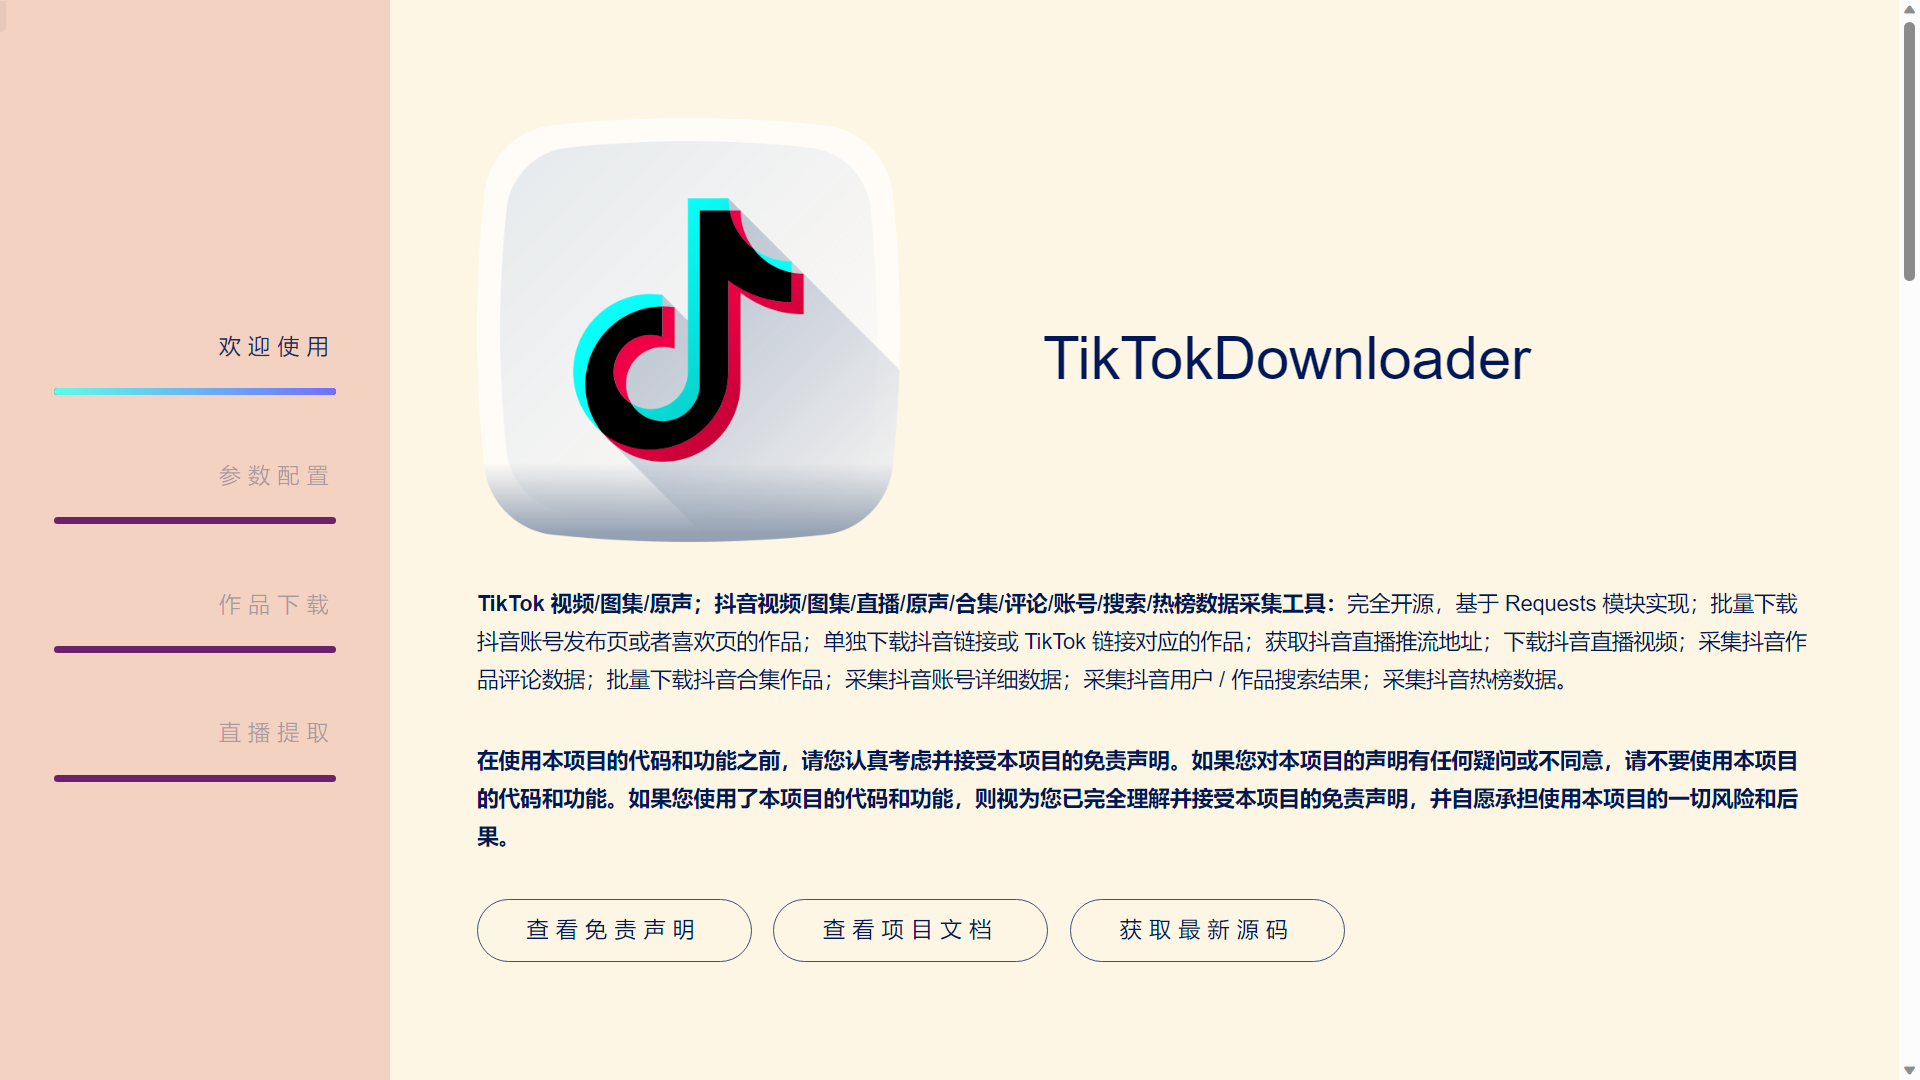 欢迎使用
参数配置
作品下载
直播提取
TikTokDownloader
TikTok 视频/图集/原声；抖音视频/图集/直播/原声/合集/评论/账号/搜索/热榜数据采集工具：完全开源，基于 Requests 模块实现；批量下载
抖音账号发布页或者喜欢页的作品；单独下载抖音链接或 TikTok 链接对应的作品；获取抖音直播推流地址；下载抖音直播视频；采集抖音作
品评论数据；批量下载抖音合集作品；采集抖音账号详细数据；采集抖音用户 / 作品搜索结果；采集抖音热榜数据。
在使用本项目的代码和功能之前，请您认真考虑并接受本项目的免责声明。如果您对本项目的声明有任何疑问或不同意，请不要使用本项目
的代码和功能。如果您使用了本项目的代码和功能，则视为您已完全理解并接受本项目的免责声明，并自愿承担使用本项目的一切风险和后
果。
查看免责声明
查看项目文档
获取最新源码